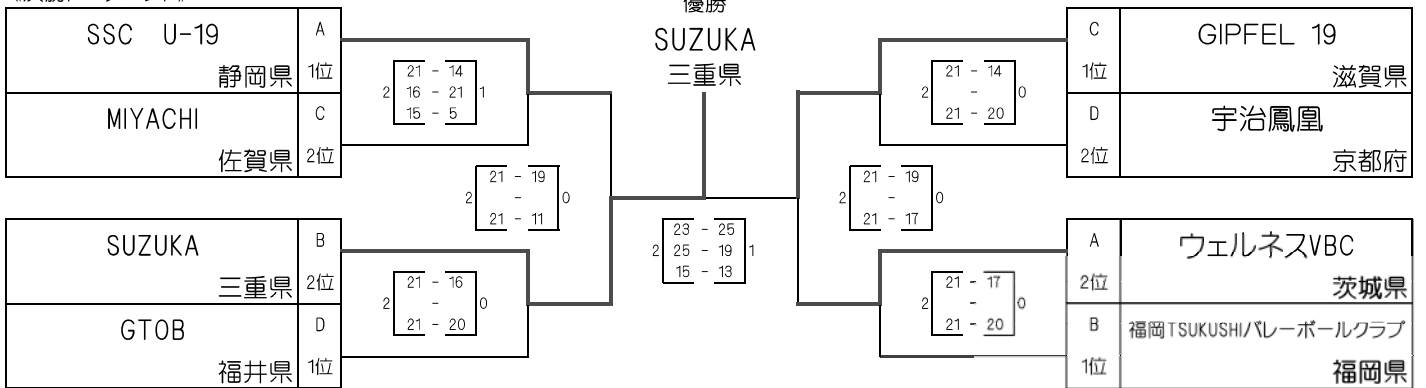 優勝
SUZUKA
三重県
SSC U-19
静岡県
A
1位
MIYACHI
佐賀県
C
2位
2
21 - 14
16 - 21
15 - 5
1
SUZUKA
三重県
B
2位
GTOB
福井県
D
1位
2
21 - 16
-
21 - 20
0
2
21 - 19
-
21 - 11
0
2
23 - 25
25 - 19
15 - 13
1
2
21 - 19
-
21 - 17
0
C
1位
GIPFEL 19
滋賀県
D
2位
宇治鳳凰
京都府
2
21 - 14
-
21 - 20
0
A
2位
ウェルネスVBC
茨城県
B
1位
福岡TSUKUSHIバレーボールクラブ
福岡県
2
21 - 17
-
21 - 20
0